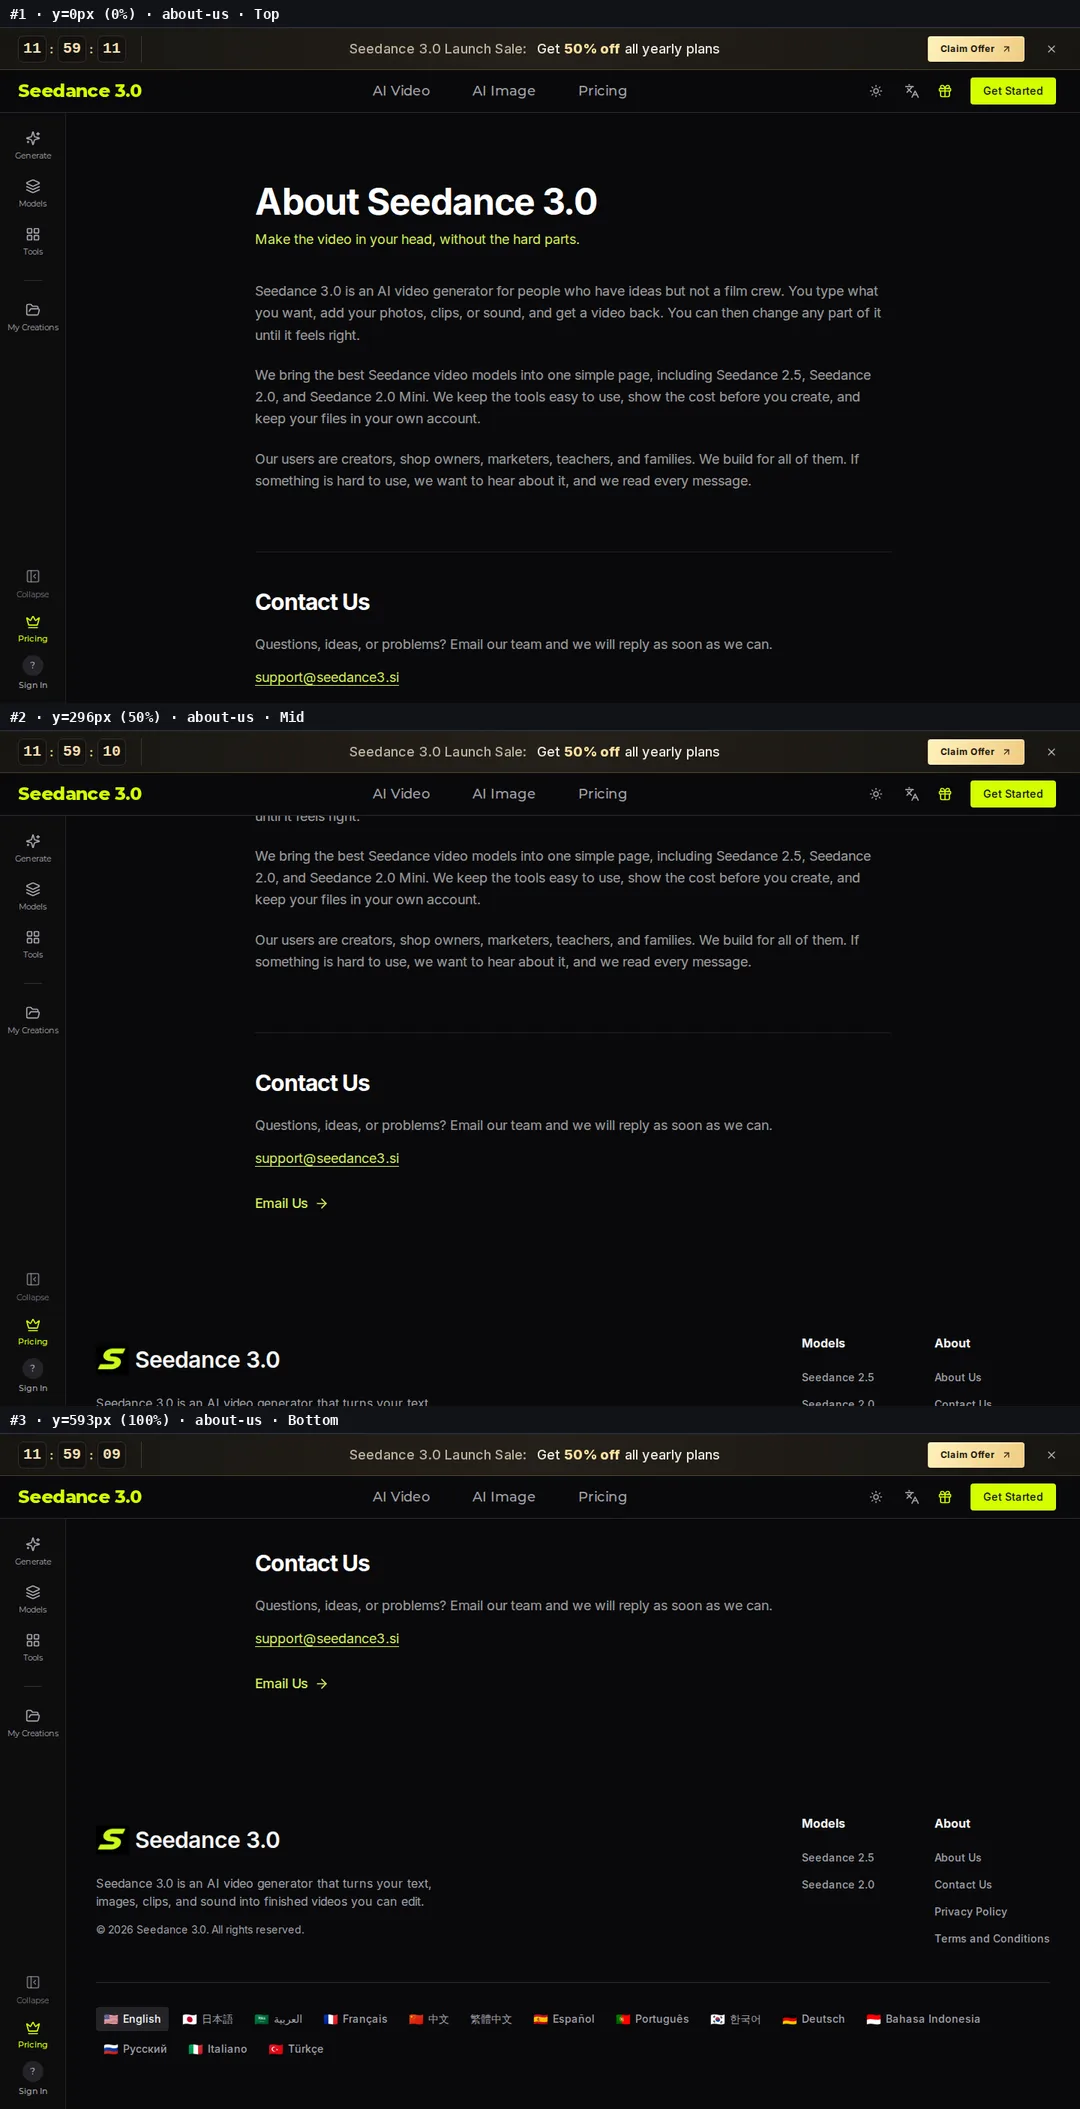 #1 · y=0px (0%) · about-us · Top
11 : 59 : 11
Seedance 3.0 Launch Sale: Get 50% off all yearly plans
Claim Offer
Seedance 3.0
AI Video
AI Image
Pricing
Get Started
Generate
Models
Tools
My Creations
About Seedance 3.0
Make the video in your head, without the hard parts.
Seedance 3.0 is an AI video generator for people who have ideas but not a film crew. You type what
you want, add your photos, clips, or sound, and get a video back. You can then change any part of it
until it feels right.
We bring the best Seedance video models into one simple page, including Seedance 2.5, Seedance
2.0, and Seedance 2.0 Mini. We keep the tools easy to use, show the cost before you create, and
keep your files in your own account.
Our users are creators, shop owners, marketers, teachers, and families. We build for all of them. If
something is hard to use, we want to hear about it, and we read every message.
Contact Us
Questions, ideas, or problems? Email our team and we will reply as soon as we can.
support@seedance3.si
Collapse
Pricing
?
Sign In
#2 · y=296px (50%) · about-us · Mid
11 : 59 : 10
Seedance 3.0 Launch Sale: Get 50% off all yearly plans
Claim Offer
Seedance 3.0
AI Video
AI Image
Pricing
Get Started
Generate
Models
Tools
My Creations
until it feels right.
We bring the best Seedance video models into one simple page, including Seedance 2.5, Seedance
2.0, and Seedance 2.0 Mini. We keep the tools easy to use, show the cost before you create, and
keep your files in your own account.
Our users are creators, shop owners, marketers, teachers, and families. We build for all of them. If
something is hard to use, we want to hear about it, and we read every message.
Contact Us
Questions, ideas, or problems? Email our team and we will reply as soon as we can.
support@seedance3.si
Email Us
Collapse
Pricing
?
Sign In
Seedance 3.0
Seedance 3.0 is an AI video generator that turns your text,
Models
Seedance 2.5
Seedance 2.0
About
About Us
Contact Us
#3 · y=593px (100%) · about-us · Bottom
11 : 59 : 09
Seedance 3.0 Launch Sale: Get 50% off all yearly plans
Claim Offer
Seedance 3.0
AI Video
AI Image
Pricing
Get Started
Generate
Models
Tools
My Creations
Contact Us
Questions, ideas, or problems? Email our team and we will reply as soon as we can.
support@seedance3.si
Email Us
Seedance 3.0
Seedance 3.0 is an AI video generator that turns your text,
images, clips, and sound into finished videos you can edit.
© 2026 Seedance 3.0. All rights reserved.
Models
Seedance 2.5
Seedance 2.0
About
About Us
Contact Us
Privacy Policy
Terms and Conditions
Collapse
Pricing
?
Sign In
English
日本語
العربية
Français
中文
繁體中文
Español
Português
한국어
Deutsch
Bahasa Indonesia
Русский
Italiano
Türkçe